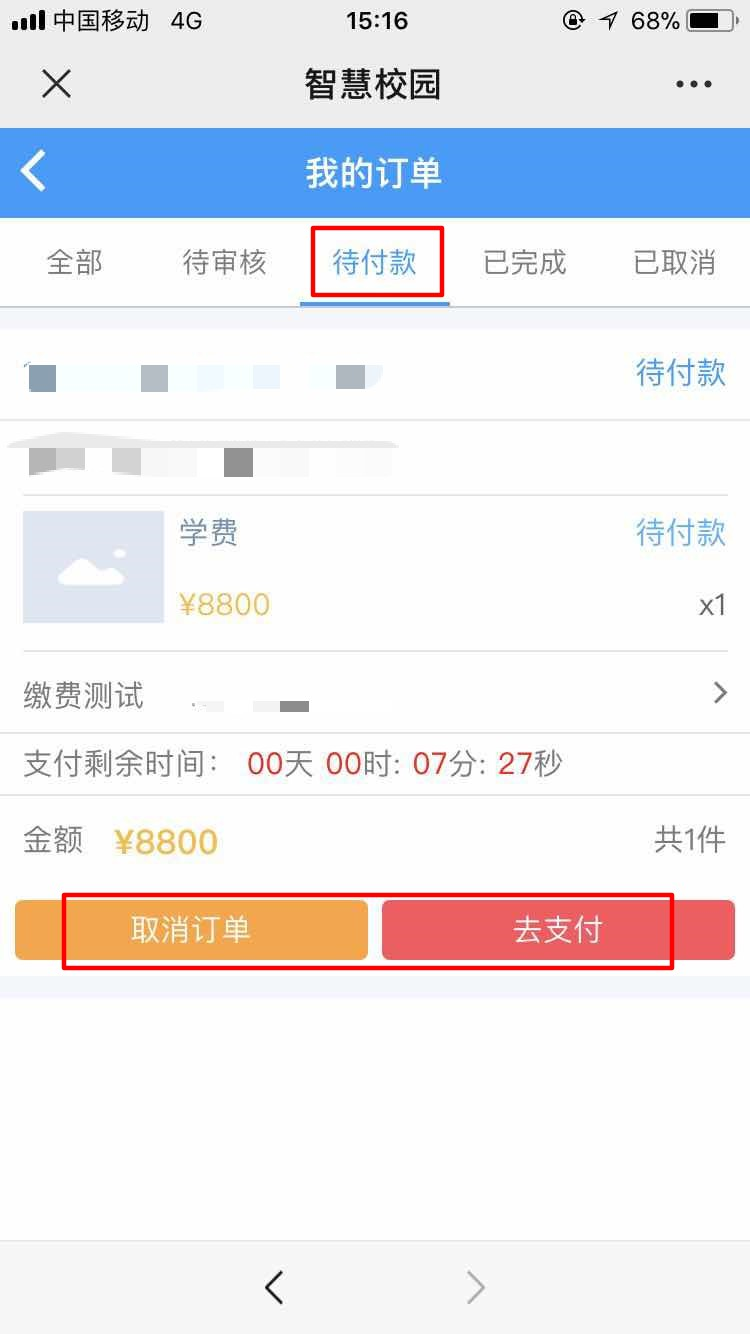 中国移动 4G 15:16 68%
智慧校园
我的订单
全部 待审核 待付款 已完成 已取消
待付款
学费 待付款
¥8800 x1
缴费测试
支付剩余时间: 00天 00时: 07分: 27秒
金额 ¥8800 共1件
取消订单 去支付